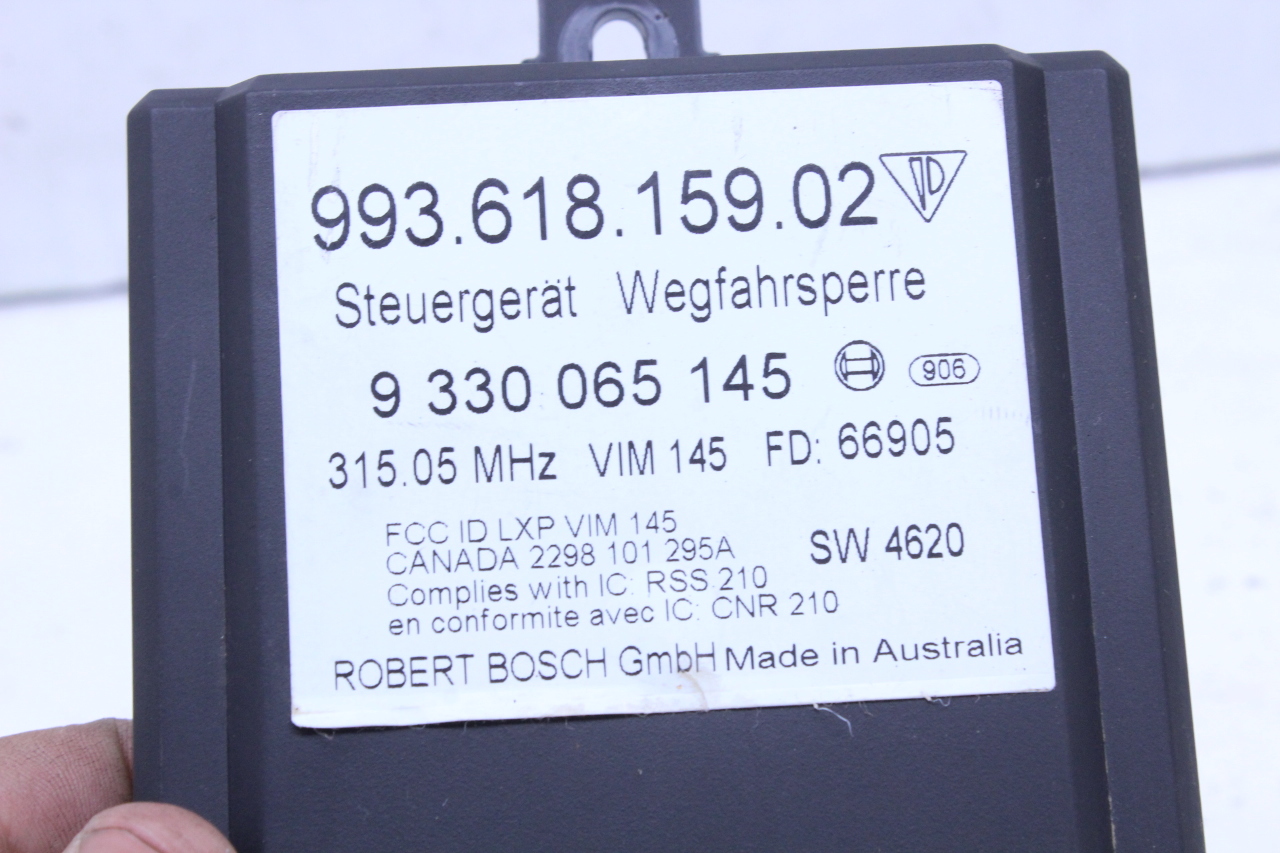 993.618.159.02
Steuergerät Wegfahrsperre
9 330 065 145 906
315.05 MHz VIM 145 FD: 66905
FCC ID LXP VIM 145
CANADA 2298 101 295A SW 4620
Complies with IC: RSS 210
en conformite avec IC: CNR 210
ROBERT BOSCH GmbH Made in Australia